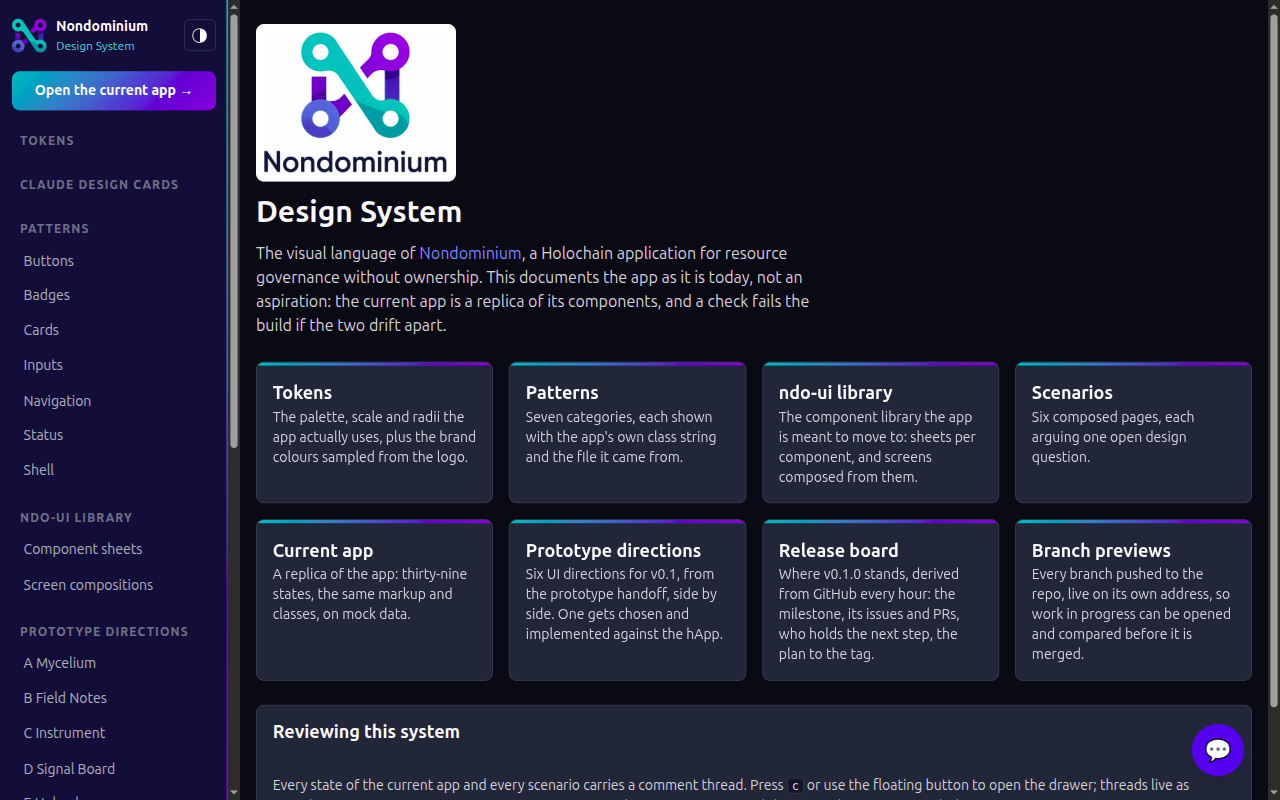 Nondominium
Design System
Open the current app →
TOKENS
CLAUDE DESIGN CARDS
PATTERNS
Buttons
Badges
Cards
Inputs
Navigation
Status
Shell
NDO-UI LIBRARY
Component sheets
Screen compositions
PROTOTYPE DIRECTIONS
A Mycelium
B Field Notes
C Instrument
D Signal Board
Nondominium
Design System
The visual language of Nondominium, a Holochain application for resource
governance without ownership. This documents the app as it is today, not an
aspiration: the current app is a replica of its components, and a check fails the
build if the two drift apart.
Tokens
The palette, scale and radii the
app actually uses, plus the brand
colours sampled from the logo.
Patterns
Seven categories, each shown
with the app's own class string
and the file it came from.
ndo-ui library
The component library the app
is meant to move to: sheets per
component, and screens
composed from them.
Scenarios
Six composed pages, each
arguing one open design
question.
Current app
A replica of the app: thirty-nine
states, the same markup and
classes, on mock data.
Prototype directions
Six UI directions for v0.1, from
the prototype handoff, side by
side. One gets chosen and
implemented against the hApp.
Release board
Where v0.1.0 stands, derived
from GitHub every hour: the
milestone, its issues and PRs,
who holds the next step, the
plan to the tag.
Branch previews
Every branch pushed to the
repo, live on its own address, so
work in progress can be opened
and compared before it is
merged.
Reviewing this system
Every state of the current app and every scenario carries a comment thread. Press c or use the floating button to open the drawer; threads live as